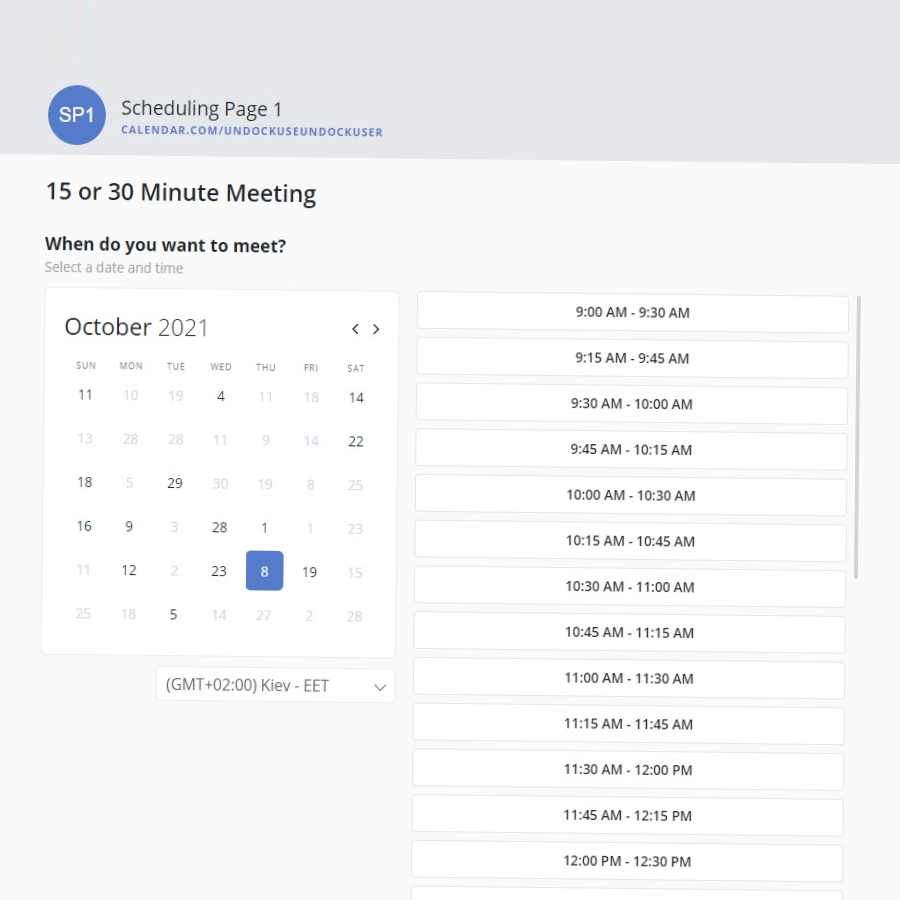 SP1
Scheduling Page 1
CALENDAR.COM/UNDOCKUSEUNDOCKUSER
15 or 30 Minute Meeting
When do you want to meet?
Select a date and time
October 2021
SUN MON TUE WED THU FRI SAT
11 10 19 4 11 18 14
13 28 28 11 9 14 22
18 5 29 30 19 8 25
16 9 3 28 1 1 23
11 12 2 23 8 19 15
25 18 5 14 27 2 28
(GMT+02:00) Kiev - EET
9:00 AM - 9:30 AM
9:15 AM - 9:45 AM
9:30 AM - 10:00 AM
9:45 AM - 10:15 AM
10:00 AM - 10:30 AM
10:15 AM - 10:45 AM
10:30 AM - 11:00 AM
10:45 AM - 11:15 AM
11:00 AM - 11:30 AM
11:15 AM - 11:45 AM
11:30 AM - 12:00 PM
11:45 AM - 12:15 PM
12:00 PM - 12:30 PM